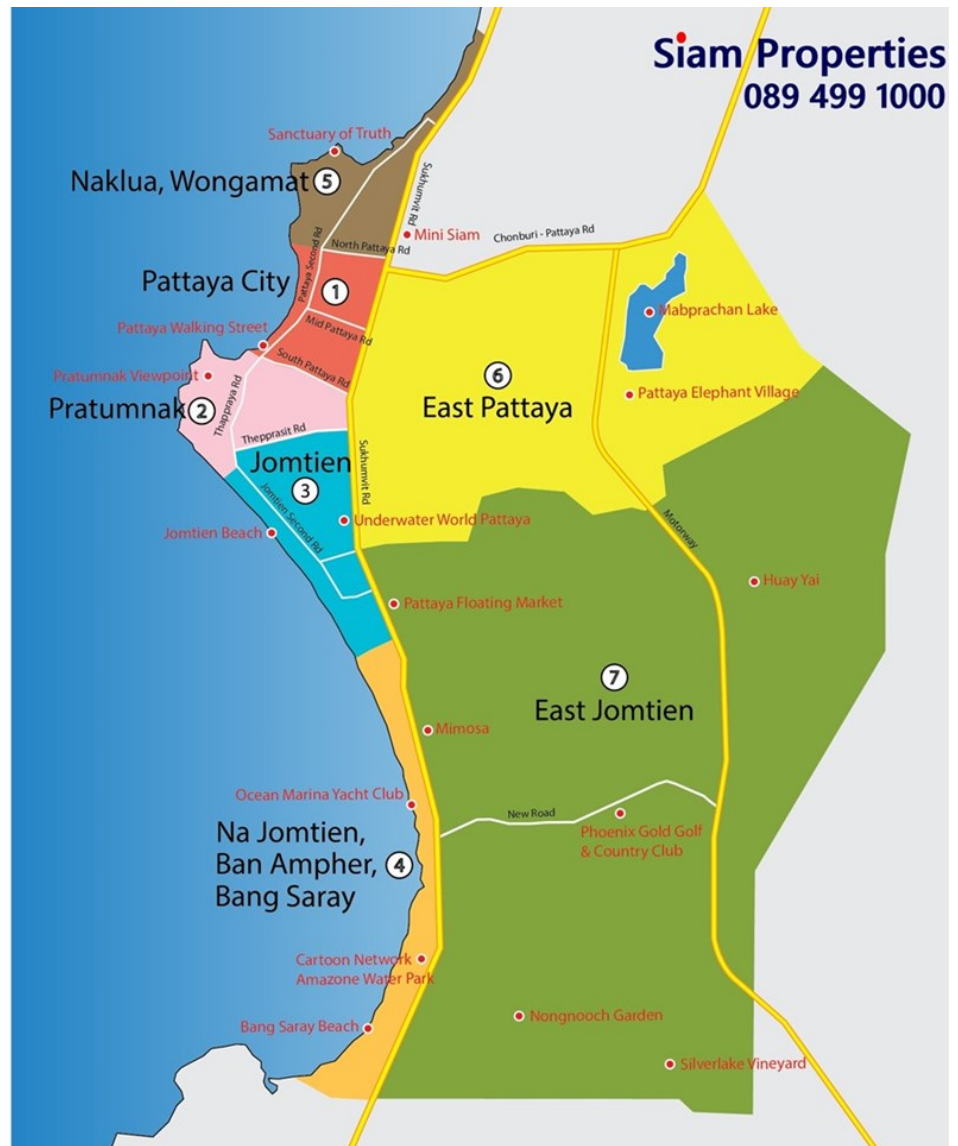 Siam Properties
089 499 1000
Sanctuary of Truth
Naklua, Wongamat 5
Sukhumvit Rd
Mini Siam
Chonburi - Pattaya Rd
North Pattaya Rd
Pattaya Second Rd
Pattaya City
1
Mabprachan Lake
Mid Pattaya Rd
Pattaya Walking Street
South Pattaya Rd
Pratumnak Viewpoint
6
East Pattaya
Pattaya Elephant Village
Pratumnak 2
Thappraya Rd
Thepprasit Rd
Jomtien
3
Sukhumvit Rd
Jomtien Second Rd
Underwater World Pattaya
Jomtien Beach
Motorway
Huay Yai
Pattaya Floating Market
7
East Jomtien
Mimosa
Ocean Marina Yacht Club
New Road
Phoenix Gold Golf
& Country Club
Na Jomtien,
Ban Ampher, 4
Bang Saray
Cartoon Network
Amazone Water Park
Nongnooch Garden
Bang Saray Beach
Silverlake Vineyard